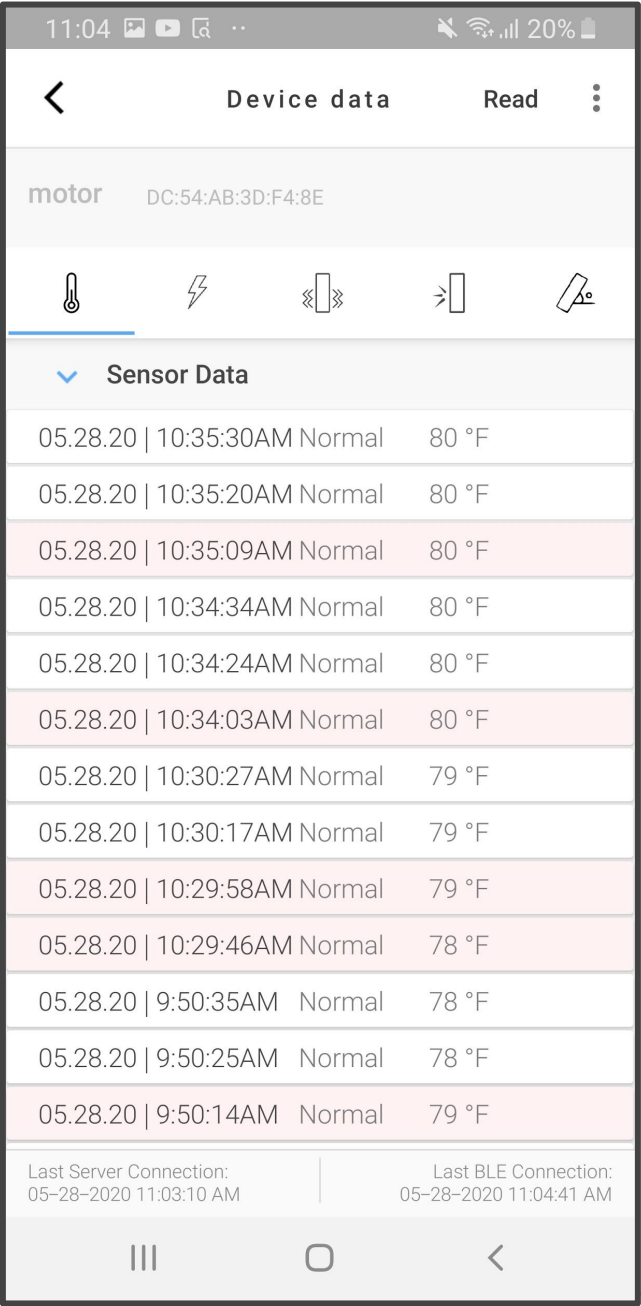 11:04 20%
Device data Read
motor DC:54:AB:3D:F4:8E
Sensor Data
05.28.20 | 10:35:30AM Normal 80 °F
05.28.20 | 10:35:20AM Normal 80 °F
05.28.20 | 10:35:09AM Normal 80 °F
05.28.20 | 10:34:34AM Normal 80 °F
05.28.20 | 10:34:24AM Normal 80 °F
05.28.20 | 10:34:03AM Normal 80 °F
05.28.20 | 10:30:27AM Normal 79 °F
05.28.20 | 10:30:17AM Normal 79 °F
05.28.20 | 10:29:58AM Normal 79 °F
05.28.20 | 10:29:46AM Normal 78 °F
05.28.20 | 9:50:35AM Normal 78 °F
05.28.20 | 9:50:25AM Normal 78 °F
05.28.20 | 9:50:14AM Normal 79 °F
Last Server Connection: Last BLE Connection:
05–28–2020 11:03:10 AM 05–28–2020 11:04:41 AM